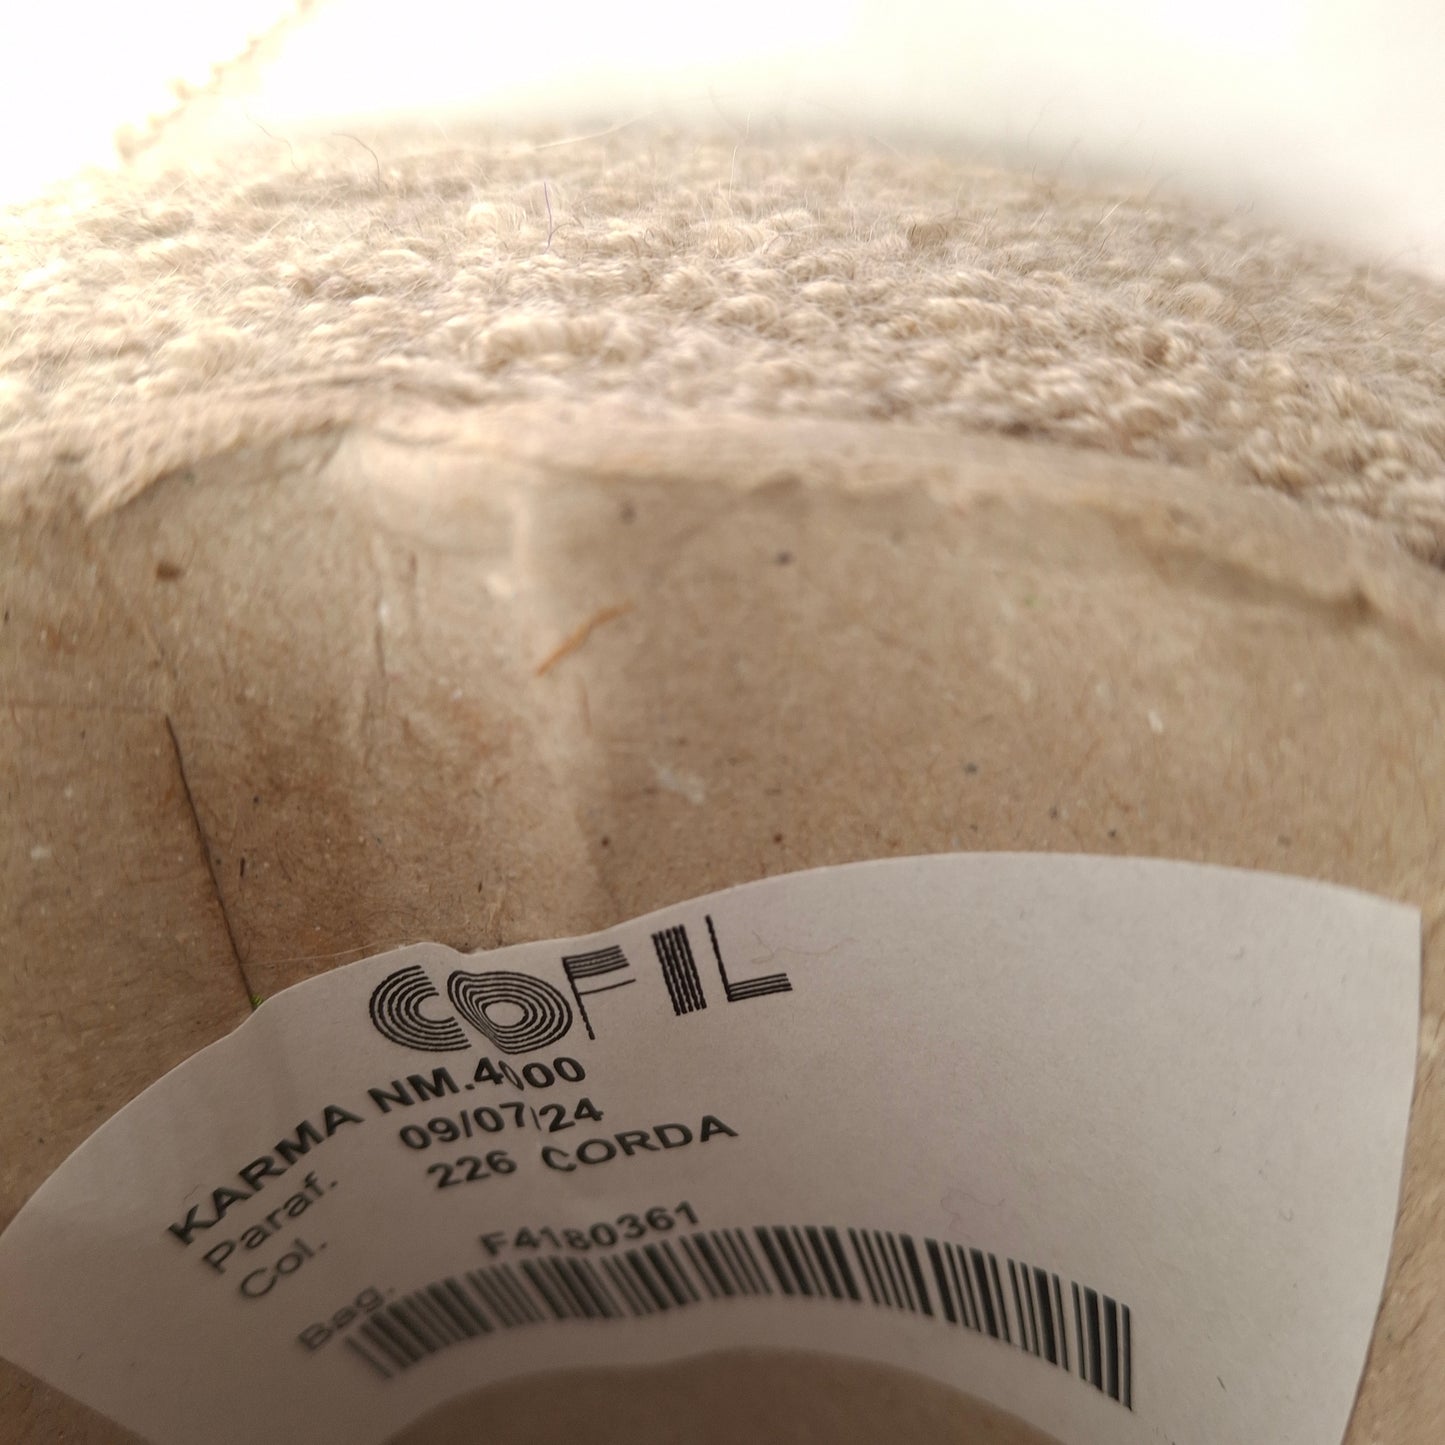 COFIL
KARMA NM.4000
Paraf. 09/07/24
Col. 226 CORDA
Bag. F4180361